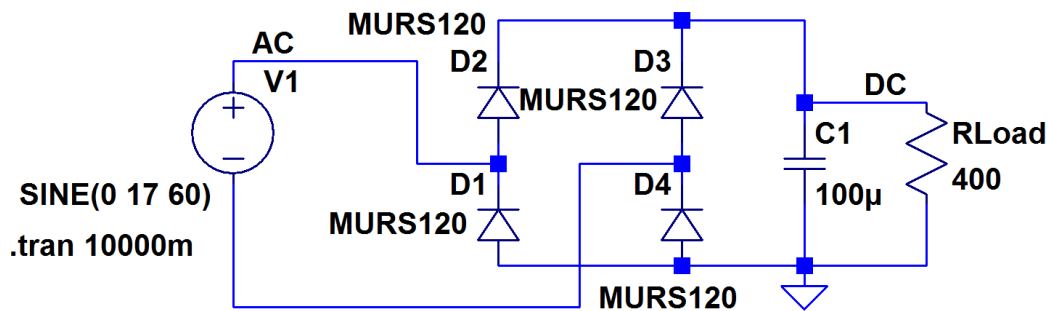 MURS120
AC
D2
D3
V1
MURS120
DC
C1
RLoad
SINE(0 17 60)
D1
D4
100µ
400
MURS120
.tran 10000m
MURS120